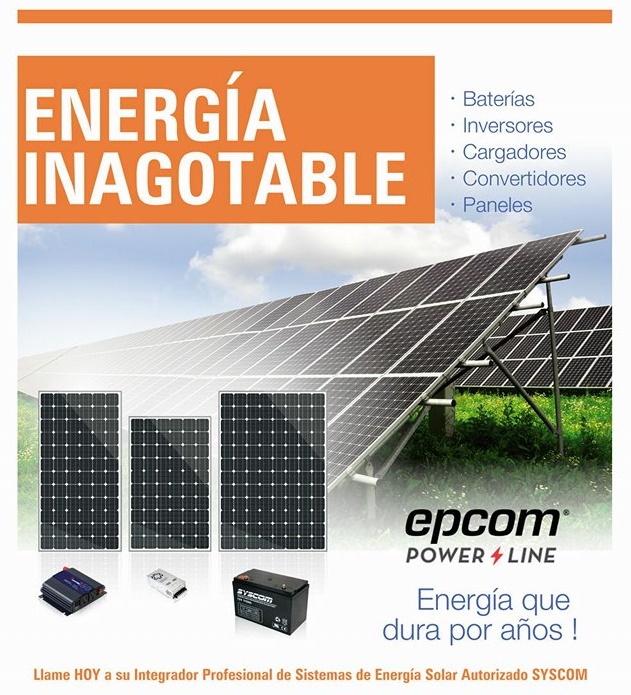 ENERGÍA
INAGOTABLE
· Baterías
· Inversores
· Cargadores
· Convertidores
· Paneles
epcom®
POWER LINE
SYSCOM
Energía que
dura por años !
Llame HOY a su Integrador Profesional de Sistemas de Energía Solar Autorizado SYSCOM